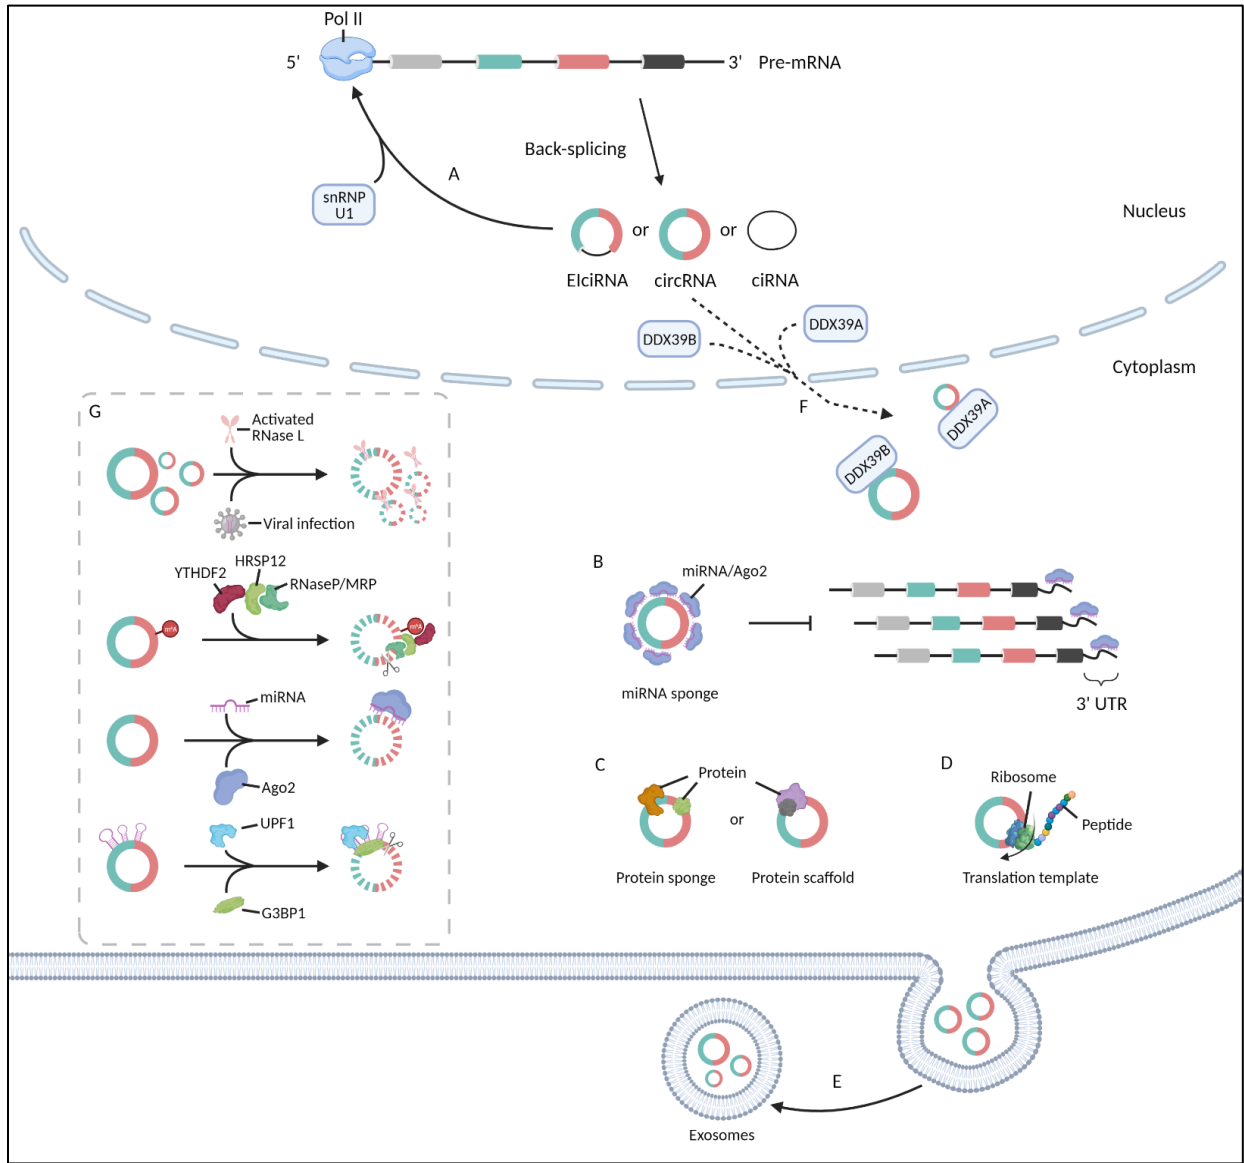 Pol II
5'
3'
Pre-mRNA
Back-splicing
A
snRNP
U1
Nucleus
or
or
EIciRNA
circRNA
ciRNA
DDX39B
DDX39A
Cytoplasm
F
DDX39A
DDX39B
G
Activated
RNase L
Viral infection
YTHDF2
HRSP12
RNaseP/MRP
m⁶A
m⁶A
miRNA
Ago2
UPF1
G3BP1
B
miRNA/Ago2
miRNA sponge
3' UTR
C
Protein
or
Protein sponge
Protein scaffold
D
Ribosome
Peptide
Translation template
E
Exosomes